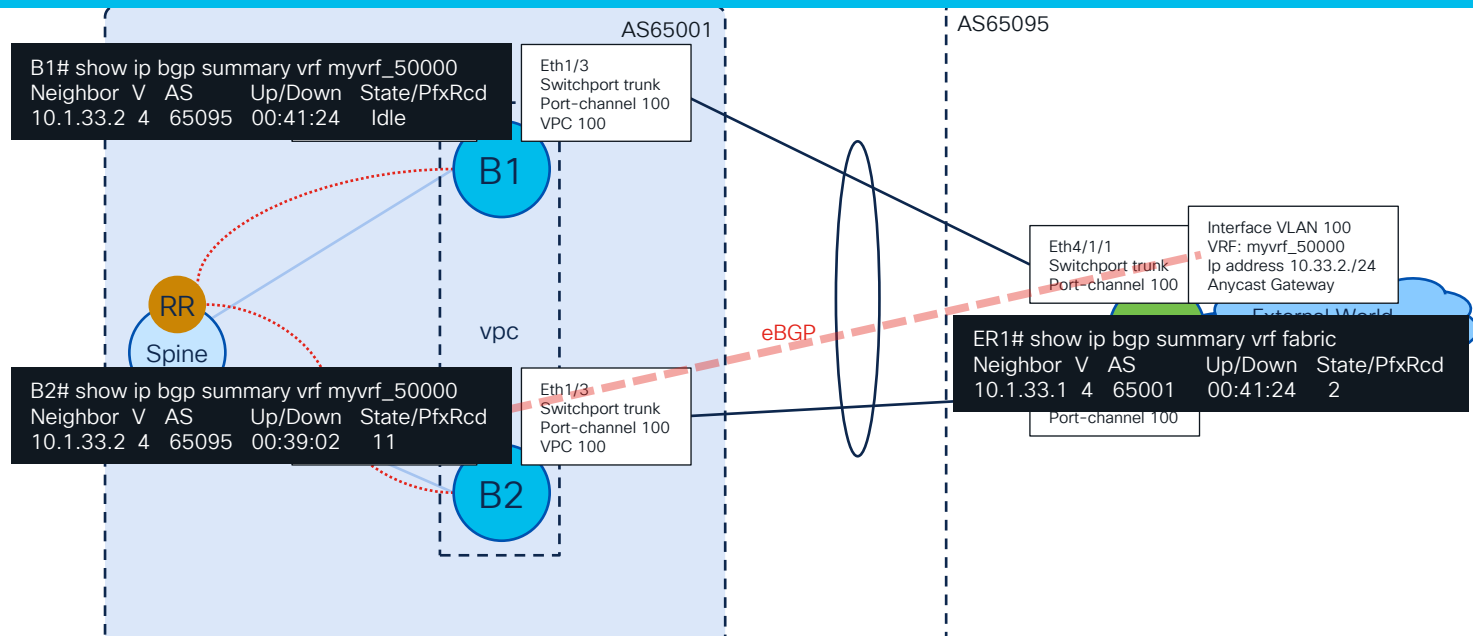 AS65001
AS65095
B1# show ip bgp summary vrf myvrf_50000
Neighbor V AS Up/Down State/PfxRcd
10.1.33.2 4 65095 00:41:24 Idle
Eth1/3
Switchport trunk
Port-channel 100
VPC 100
B1
RR
Spine
vpc
eBGP
Eth4/1/1
Switchport trunk
Port-channel 100
Interface VLAN 100
VRF: myvrf_50000
Ip address 10.33.2./24
Anycast Gateway
External World
ER1# show ip bgp summary vrf fabric
Neighbor V AS Up/Down State/PfxRcd
10.1.33.1 4 65001 00:41:24 2
Port-channel 100
B2# show ip bgp summary vrf myvrf_50000
Neighbor V AS Up/Down State/PfxRcd
10.1.33.2 4 65095 00:39:02 11
Eth1/3
Switchport trunk
Port-channel 100
VPC 100
B2